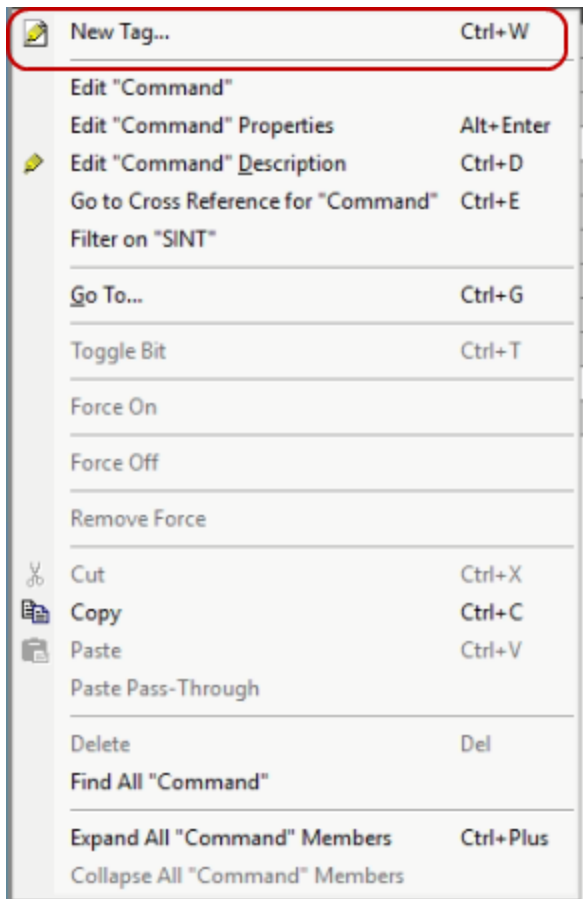 New Tag... Ctrl+W
Edit "Command"
Edit "Command" Properties Alt+Enter
Edit "Command" Description Ctrl+D
Go to Cross Reference for "Command" Ctrl+E
Filter on "SINT"
Go To... Ctrl+G
Toggle Bit Ctrl+T
Force On
Force Off
Remove Force
Cut Ctrl+X
Copy Ctrl+C
Paste Ctrl+V
Paste Pass-Through
Delete Del
Find All "Command"
Expand All "Command" Members Ctrl+Plus
Collapse All "Command" Members